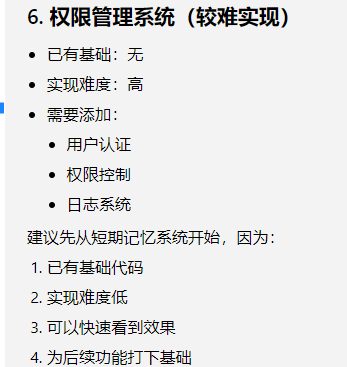 6. 权限管理系统（较难实现）
已有基础：无
实现难度：高
需要添加：
用户认证
权限控制
日志系统
建议先从短期记忆系统开始，因为：
1. 已有基础代码
2. 实现难度低
3. 可以快速看到效果
4. 为后续功能打下基础